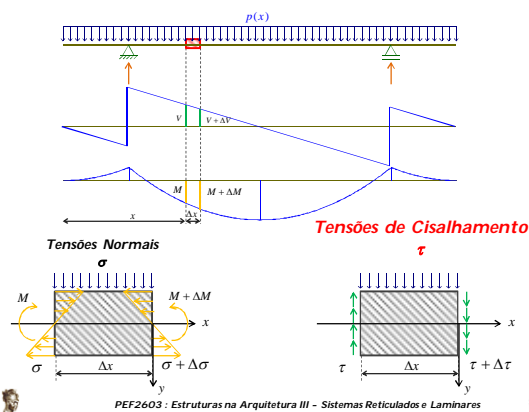 p(x)
V
V + ΔV
M
M + ΔM
x
Δx
Tensões de Cisalhamento
τ
Tensões Normais
σ
M
M + ΔM
x
σ
Δx
σ + Δσ
y
x
τ
Δx
τ + Δτ
y
PEF2603 : Estruturas na Arquitetura III – Sistemas Reticulados e Laminares